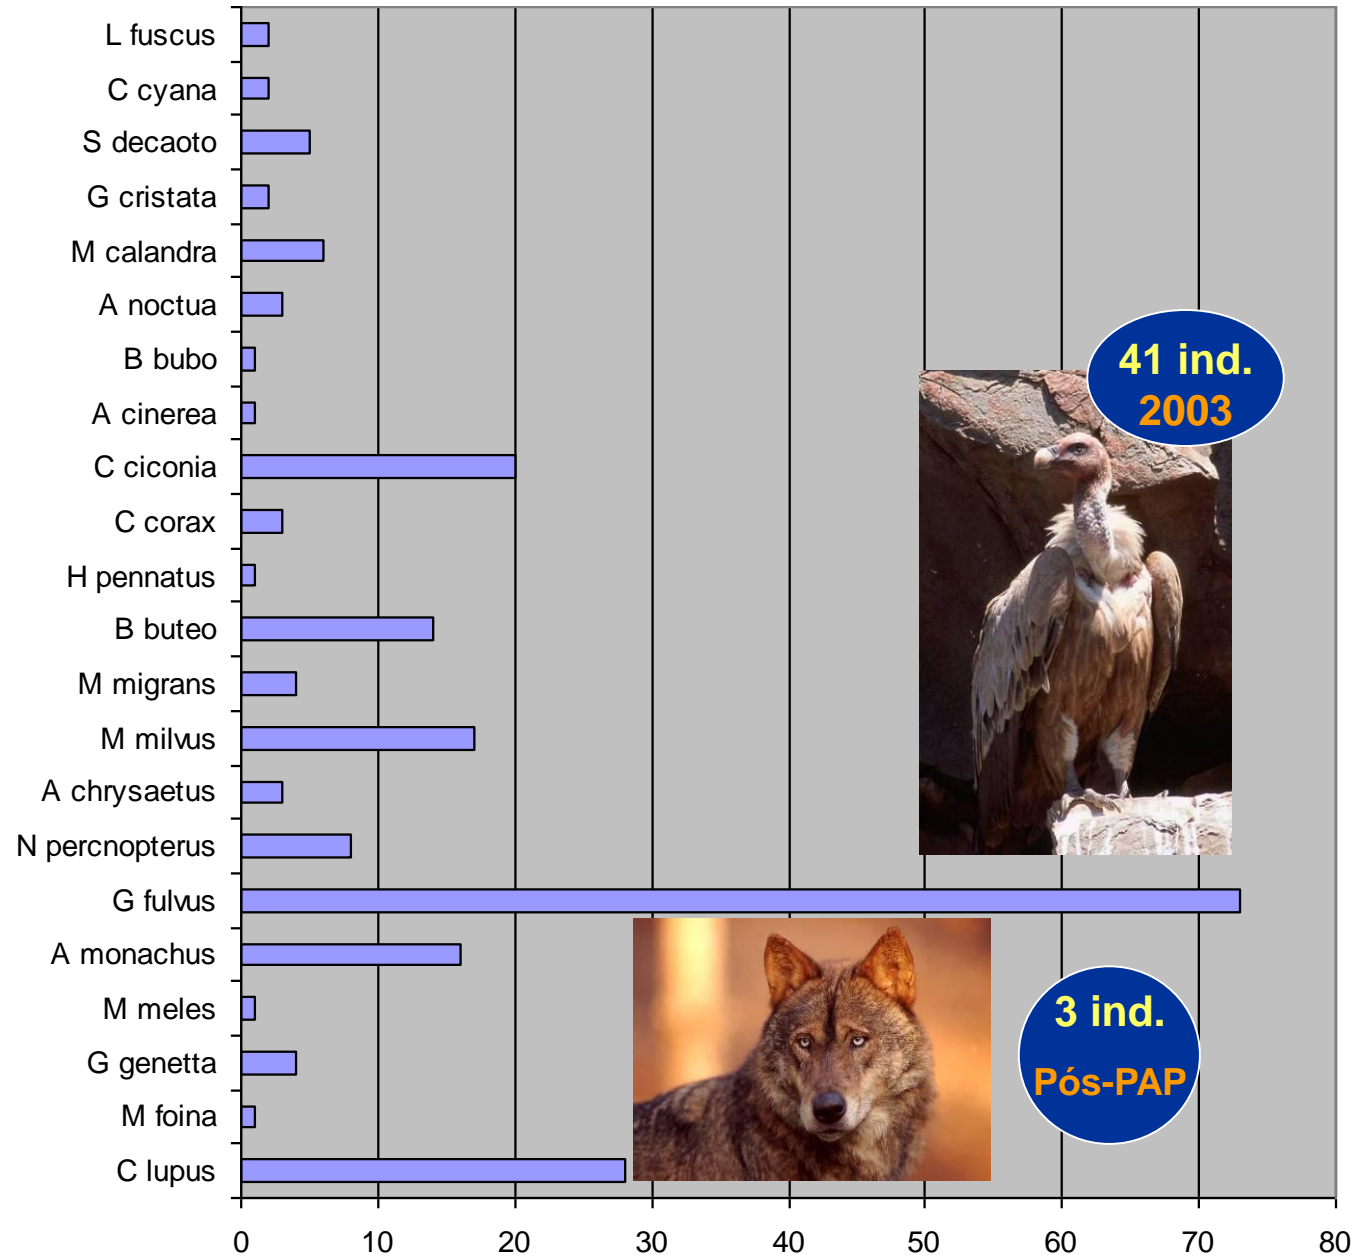 L fuscus
C cyana
S decaoto
G cristata
M calandra
A noctua
B bubo
A cinerea
C cionia
C corax
H pennatus
B buteo
M migrans
M milvus
A chrysaetus
N percnopterus
G fulvus
A monachus
M meles
G genetta
M foina
C lupus
41 ind.
2003
3 ind.
Pós-PAP
0 10 20 30 40 50 60 70 80